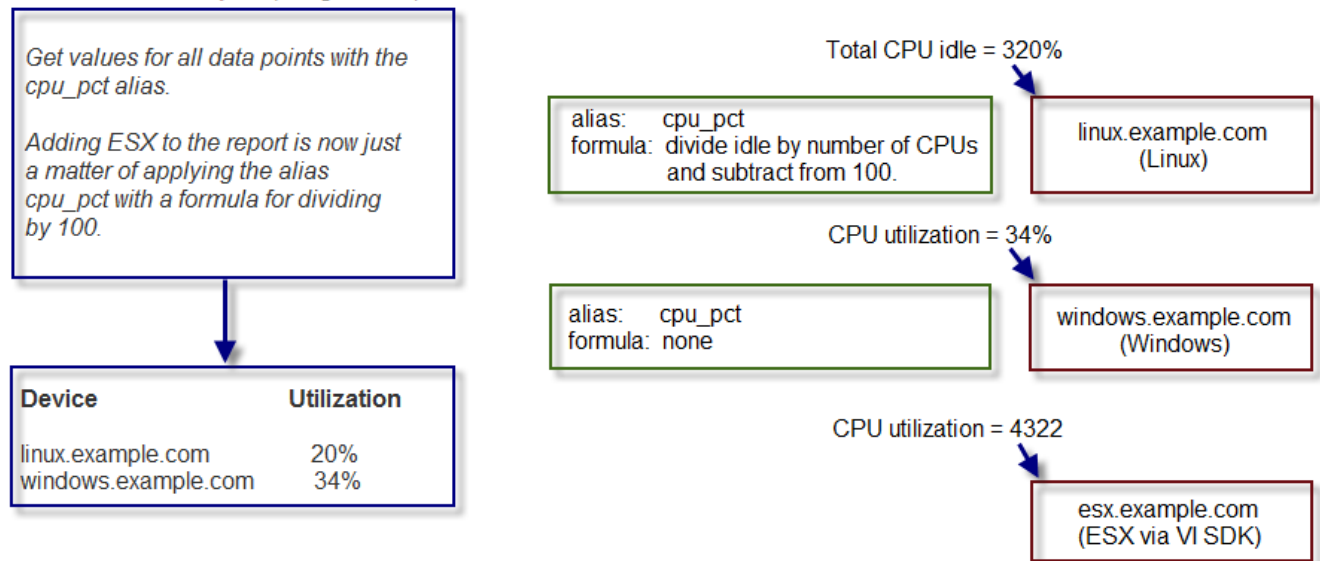 Get values for all data points with the
cpu_pct alias.
Adding ESX to the report is now just
a matter of applying the alias
cpu_pct with a formula for dividing
by 100.
Device Utilization
linux.example.com 20%
windows.example.com 34%
Total CPU idle = 320%
alias: cpu_pct
formula: divide idle by number of CPUs
and subtract from 100.
linux.example.com
(Linux)
CPU utilization = 34%
alias: cpu_pct
formula: none
windows.example.com
(Windows)
CPU utilization = 4322
esx.example.com
(ESX via VI SDK)